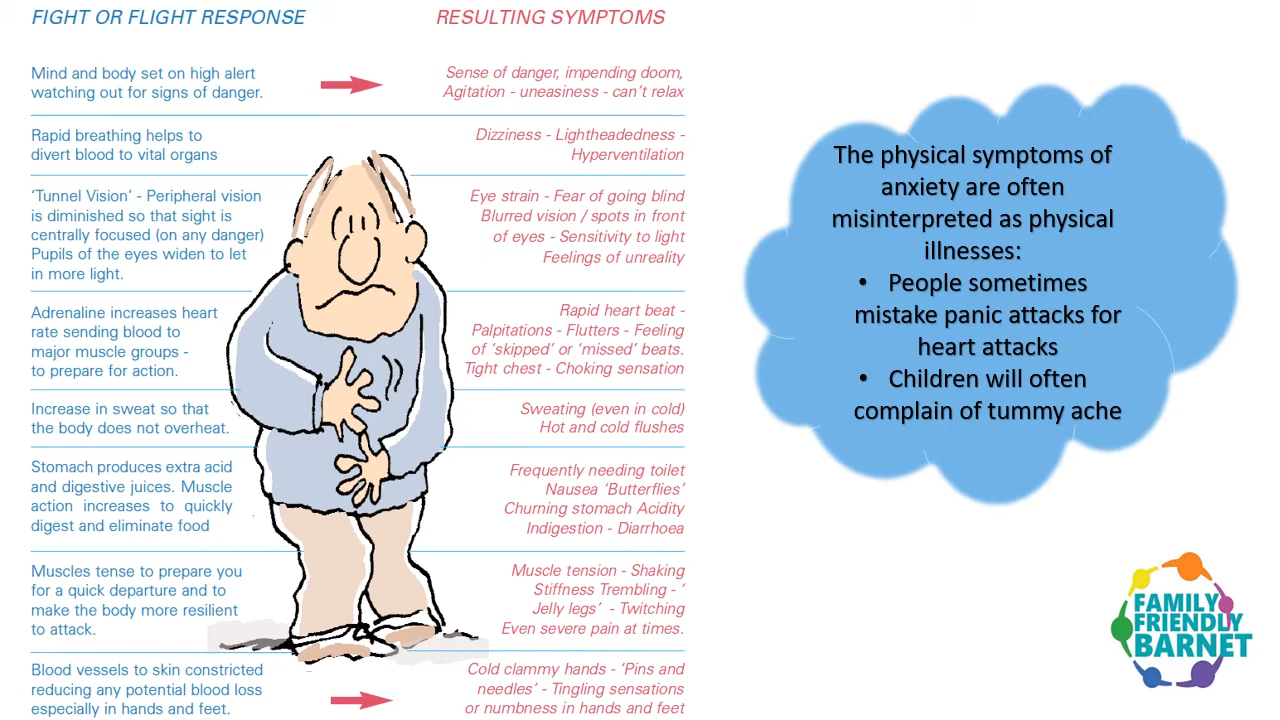 FIGHT OR FLIGHT RESPONSE
RESULTING SYMPTOMS
Mind and body set on high alert
watching out for signs of danger.
Sense of danger, impending doom,
Agitation - uneasiness - can't relax
Rapid breathing helps to
divert blood to vital organs
Dizziness - Lightheadedness -
Hyperventilation
'Tunnel Vision' - Peripheral vision
is diminished so that sight is
centrally focused (on any danger)
Pupils of the eyes widen to let
in more light.
Eye strain - Fear of going blind
Blurred vision / spots in front
of eyes - Sensitivity to light
Feelings of unreality
Adrenaline increases heart
rate sending blood to
major muscle groups -
to prepare for action.
Rapid heart beat -
Palpitations - Flutters - Feeling
of 'skipped' or 'missed' beats.
Tight chest - Choking sensation
Increase in sweat so that
the body does not overheat.
Sweating (even in cold)
Hot and cold flushes
Stomach produces extra acid
and digestive juices. Muscle
action increases to quickly
digest and eliminate food
Frequently needing toilet
Nausea 'Butterflies'
Churning stomach Acidity
Indigestion - Diarrhoea
Muscles tense to prepare you
for a quick departure and to
make the body more resilient
to attack.
Muscle tension - Shaking
Stiffness Trembling - '
Jelly legs' - Twitching
Even severe pain at times.
Blood vessels to skin constricted
reducing any potential blood loss
especially in hands and feet.
Cold clammy hands - 'Pins and
needles' - Tingling sensations
or numbness in hands and feet
The physical symptoms of
anxiety are often
misinterpreted as physical
illnesses:
• People sometimes
mistake panic attacks for
heart attacks
• Children will often
complain of tummy ache
FAMILY
FRIENDLY
BARNET